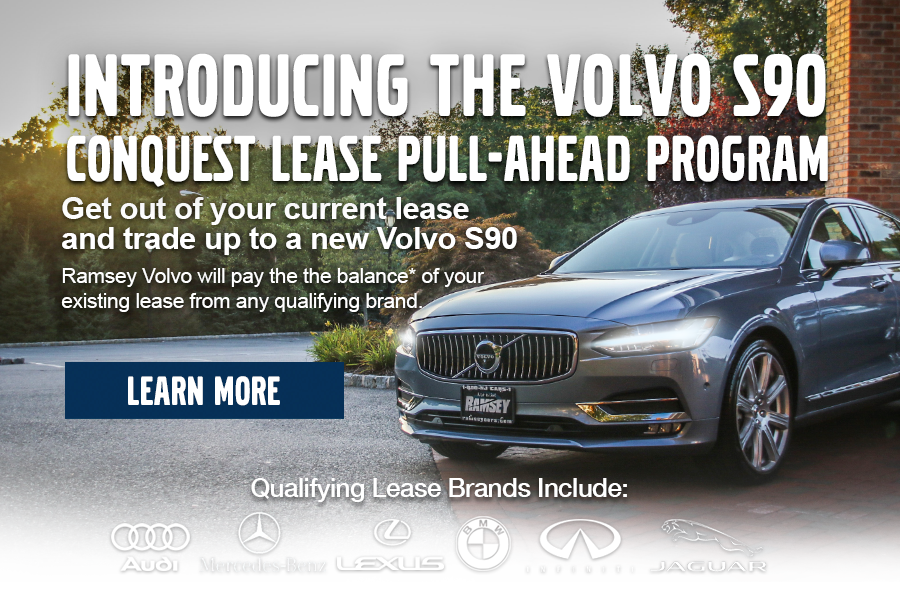 INTRODUCING THE VOLVO S90
CONQUEST LEASE PULL-AHEAD PROGRAM
Get out of your current lease
and trade up to a new Volvo S90
Ramsey Volvo will pay the the balance* of your
existing lease from any qualifying brand.
VOLVO
RAMSEY
LEARN MORE
Qualifying Lease Brands Include:
Audi Mercedes-Benz LEXUS BMW INFINITI JAGUAR